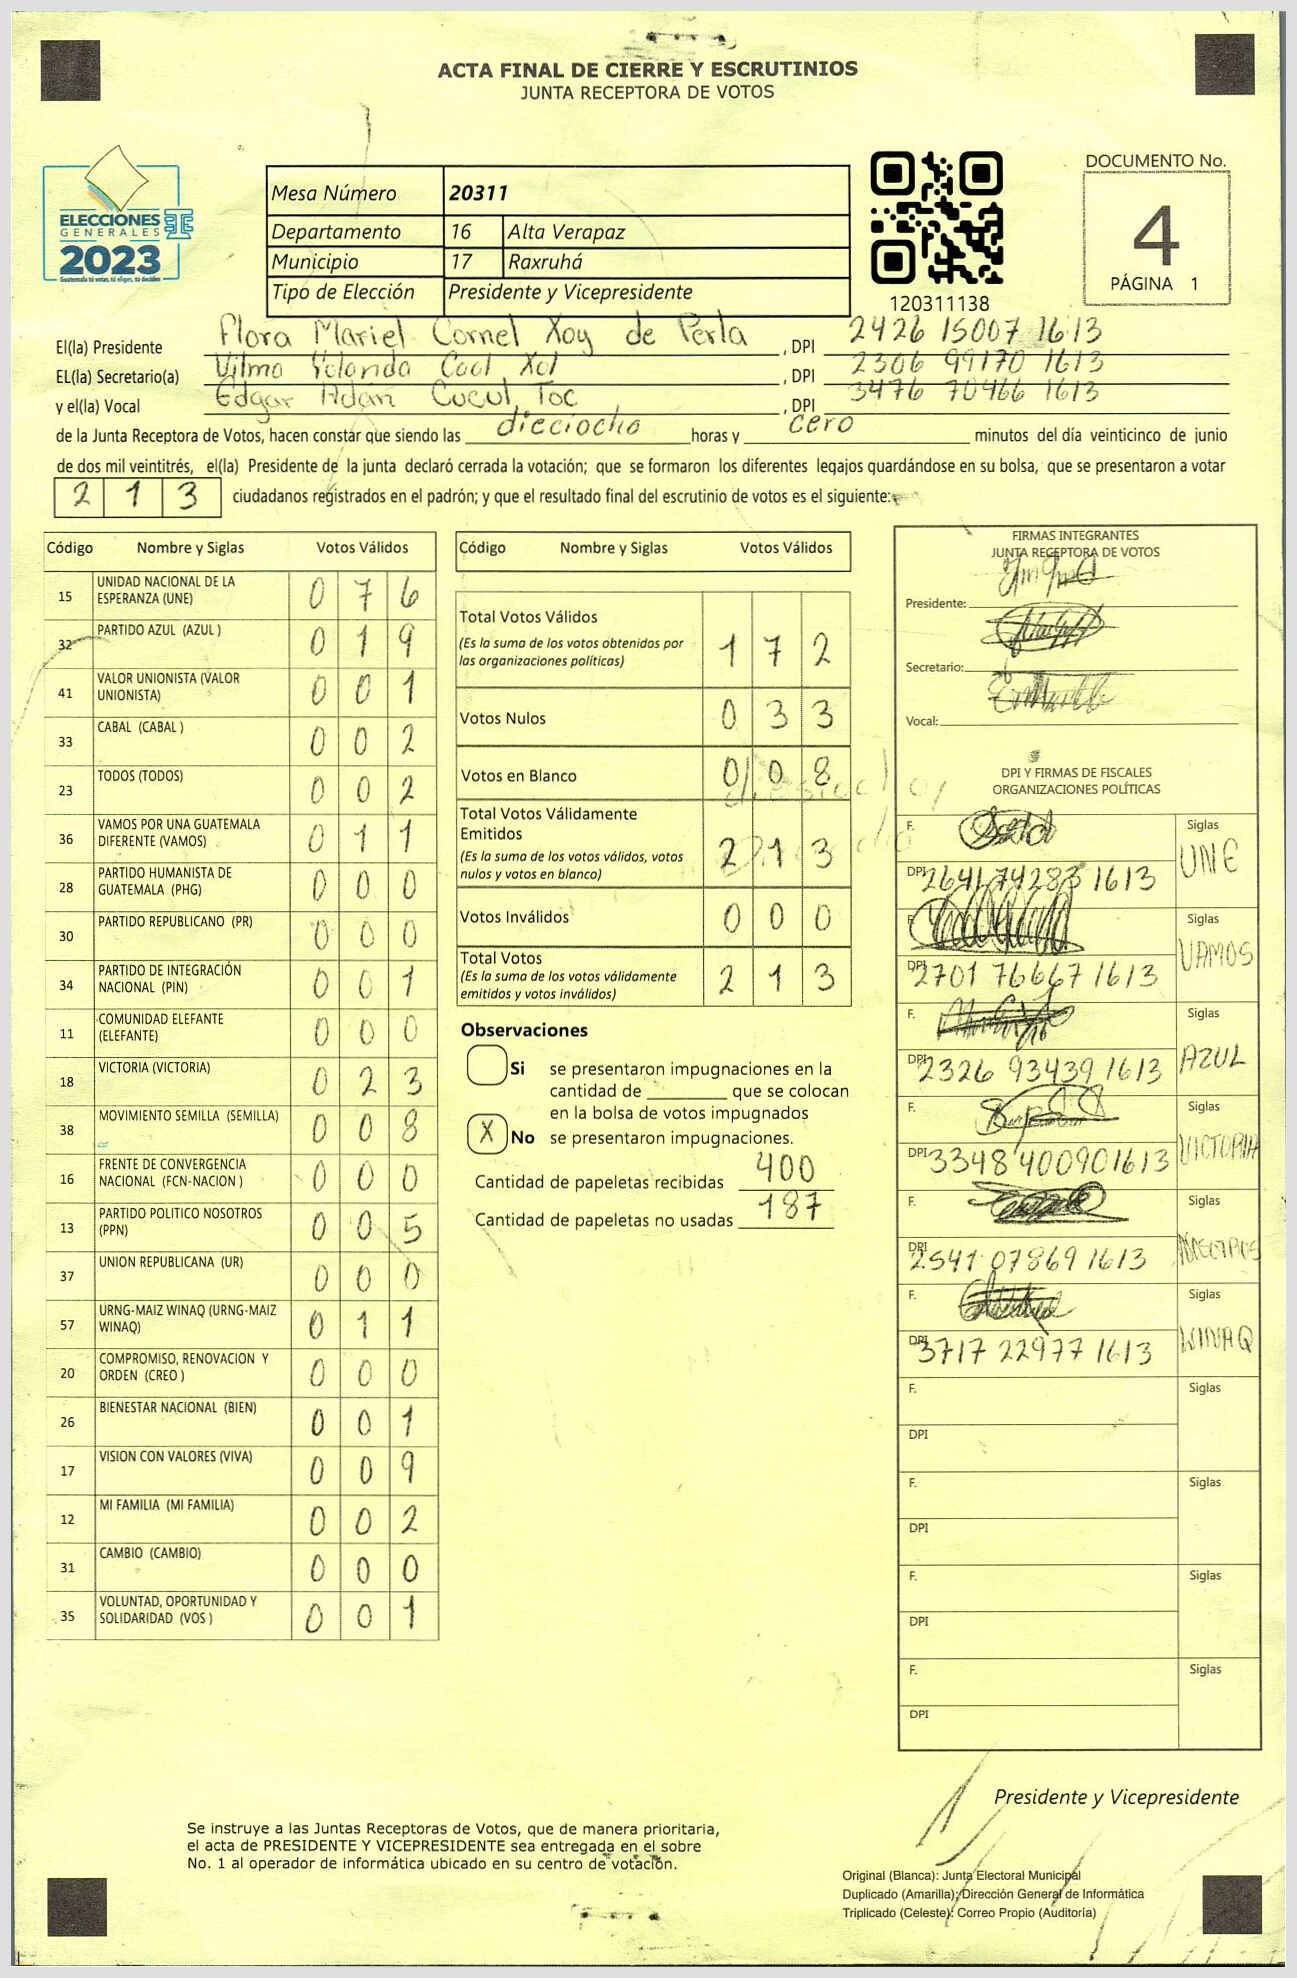 ACTA FINAL DE CIERRE Y ESCRUTINIOS
JUNTA RECEPTORA DE VOTOS
ELECCIONES
GENERALES
2023
Guatemala tú votas, tú eliges, tú decides
Mesa Número 20311
Departamento 16 Alta Verapaz
Municipio 17 Raxruhá
Tipo de Elección Presidente y Vicepresidente
120311138
DOCUMENTO No.
4
PÁGINA 1
El(la) Presidente Flora Mariel Cornel Xoy de Perla , DPI 2426 15007 1613
EL(la) Secretario(a) Vilma Yolanda Caal Xol , DPI 2306 99170 1613
y el(la) Vocal Edgar Adan Cucul Toc , DPI 3476 70466 1613
de la Junta Receptora de Votos, hacen constar que siendo las dieciocho horas y cero minutos del día veinticinco de junio
de dos mil veintitrés, el(la) Presidente de la junta declaró cerrada la votación; que se formaron los diferentes legajos guardándose en su bolsa, que se presentaron a votar
213 ciudadanos registrados en el padrón; y que el resultado final del escrutinio de votos es el siguiente:
Código Nombre y Siglas Votos Válidos
15 UNIDAD NACIONAL DE LA ESPERANZA (UNE) 0 7 6
32 PARTIDO AZUL (AZUL ) 0 1 9
41 VALOR UNIONISTA (VALOR UNIONISTA) 0 0 1
33 CABAL (CABAL ) 0 0 2
23 TODOS (TODOS) 0 0 2
36 VAMOS POR UNA GUATEMALA DIFERENTE (VAMOS) 0 1 1
28 PARTIDO HUMANISTA DE GUATEMALA (PHG) 0 0 0
30 PARTIDO REPUBLICANO (PR) 0 0 0
34 PARTIDO DE INTEGRACIÓN NACIONAL (PIN) 0 0 1
11 COMUNIDAD ELEFANTE (ELEFANTE) 0 0 0
18 VICTORIA (VICTORIA) 0 2 3
38 MOVIMIENTO SEMILLA (SEMILLA) 0 0 8
16 FRENTE DE CONVERGENCIA NACIONAL (FCN-NACION ) 0 0 0
13 PARTIDO POLITICO NOSOTROS (PPN) 0 0 5
37 UNION REPUBLICANA (UR) 0 0 0
57 URNG-MAIZ WINAQ (URNG-MAIZ WINAQ) 0 1 1
20 COMPROMISO, RENOVACION Y ORDEN (CREO ) 0 0 0
26 BIENESTAR NACIONAL (BIEN) 0 0 1
17 VISION CON VALORES (VIVA) 0 0 9
12 MI FAMILIA (MI FAMILIA) 0 0 2
31 CAMBIO (CAMBIO) 0 0 0
35 VOLUNTAD, OPORTUNIDAD Y SOLIDARIDAD (VOS ) 0 0 1
Código Nombre y Siglas Votos Válidos
Total Votos Válidos 1 7 2
(Es la suma de los votos obtenidos por
las organizaciones políticas)
Votos Nulos 0 3 3
Votos en Blanco 0 0 8
Total Votos Válidamente
Emitidos 2 1 3
(Es la suma de los votos válidos, votos
nulos y votos en blanco)
Votos Inválidos 0 0 0
Total Votos 2 1 3
(Es la suma de los votos válidamente
emitidos y votos inválidos)
Observaciones
Si se presentaron impugnaciones en la
cantidad de ________ que se colocan
en la bolsa de votos impugnados
X No se presentaron impugnaciones.
Cantidad de papeletas recibidas 400
Cantidad de papeletas no usadas 187
FIRMAS INTEGRANTES
JUNTA RECEPTORA DE VOTOS
Presidente:
Secretario:
Vocal:
DPI Y FIRMAS DE FISCALES
ORGANIZACIONES POLÍTICAS
F. Siglas UNE
DPI 2641 74283 1613
F. Siglas VAMOS
DPI 2701 76667 1613
F. Siglas AZUL
DPI 2326 93439 1613
F. Siglas VICTORIA
DPI 3348 40090 1613
F. Siglas NOSOTROS
DPI 2541 07869 1613
F. Siglas WINAQ
DPI 3717 22977 1613
F. Siglas
DPI
F. Siglas
DPI
F. Siglas
DPI
F. Siglas
DPI
Presidente y Vicepresidente
Se instruye a las Juntas Receptoras de Votos, que de manera prioritaria,
el acta de PRESIDENTE Y VICEPRESIDENTE sea entregada en el sobre
No. 1 al operador de informática ubicado en su centro de votación.
Original (Blanca): Junta Electoral Municipal
Duplicado (Amarilla): Dirección General de Informática
Triplicado (Celeste): Correo Propio (Auditoría)